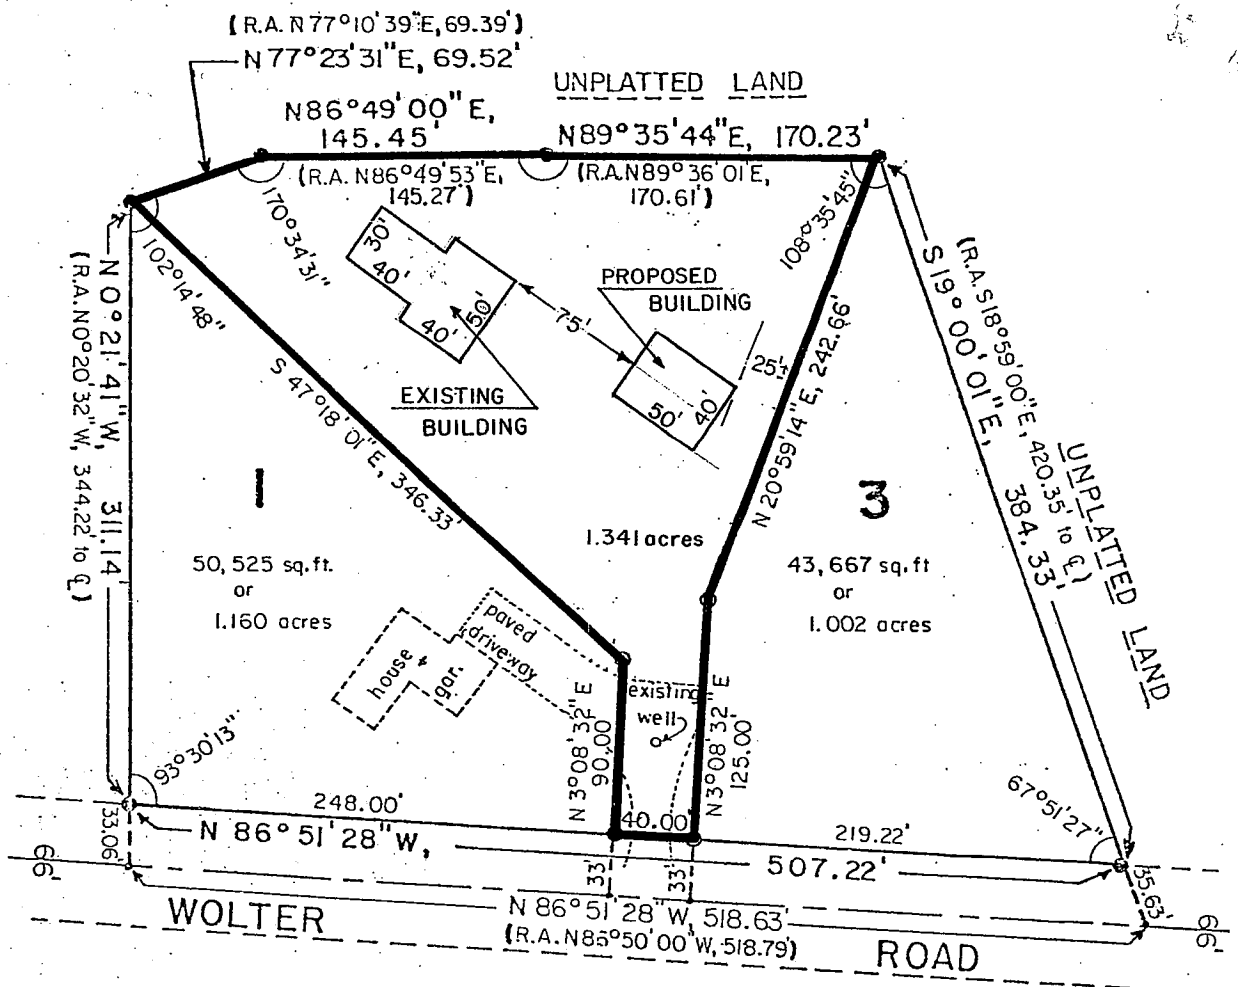 (R.A. N 77°10'39"E, 69.39')
N 77°23'31"E, 69.52'
UNPLATTED LAND
N86°49'00"E,
145.45'
N89°35'44"E, 170.23'
(R.A. N86°49'53"E,
145.27')
(R.A.N89°36'01"E,
170.61')
170°34'31"
108°35'45"
102°14'48"
30'
40'
40'
50'
75'
PROPOSED
BUILDING
EXISTING
BUILDING
50'
40'
25'±
N 0°21'41"W, 311.14'
(R.A.N0°20'32"W, 344.22' to ℄)
S 47°18'01"E, 346.33'
N 20°59'14"E, 242.66'
S 19°00'01"E, 384.33'
(R.A. S18°59'00"E, 420.35' to ℄)
UNPLATTED LAND
1
50,525 sq.ft.
or
1.160 acres
1.341 acres
3
43,667 sq.ft
or
1.002 acres
paved
driveway
house +
gar.
existing
well
N 3°08'32" E
90.00'
N 3°08'32" E
125.00'
93°30'13"
67°51'27"
248.00'
40.00'
219.22'
N 86°51'28"W,
507.22'
33.06'
33'
33'
35.63'
66'
66'
N 86°51'28"W, 518.63'
(R.A.N86°50'00"W, 518.79')
WOLTER
ROAD